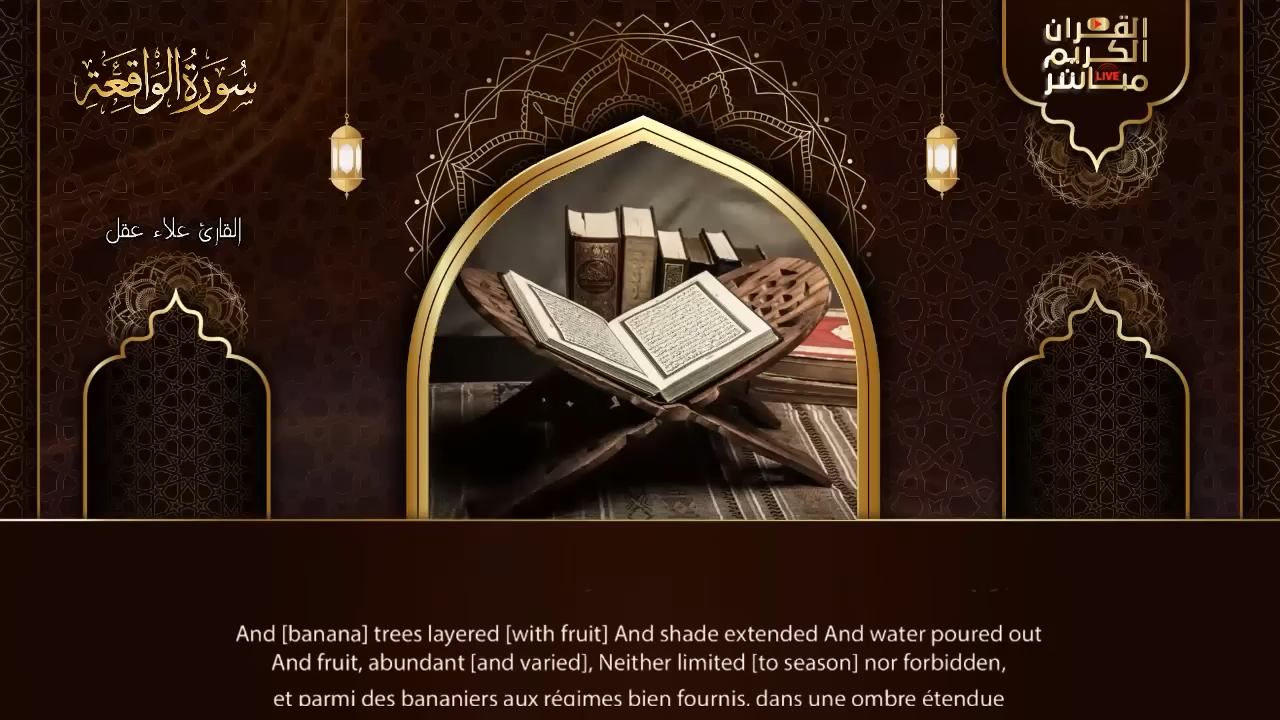 سُورَةُ الوَاقِعَة
القرآن
الكريم
مباشر
LIVE
القارئ علاء عقل
And [banana] trees layered [with fruit] And shade extended And water poured out
And fruit, abundant [and varied], Neither limited [to season] nor forbidden,
et parmi des bananiers aux régimes bien fournis, dans une ombre étendue